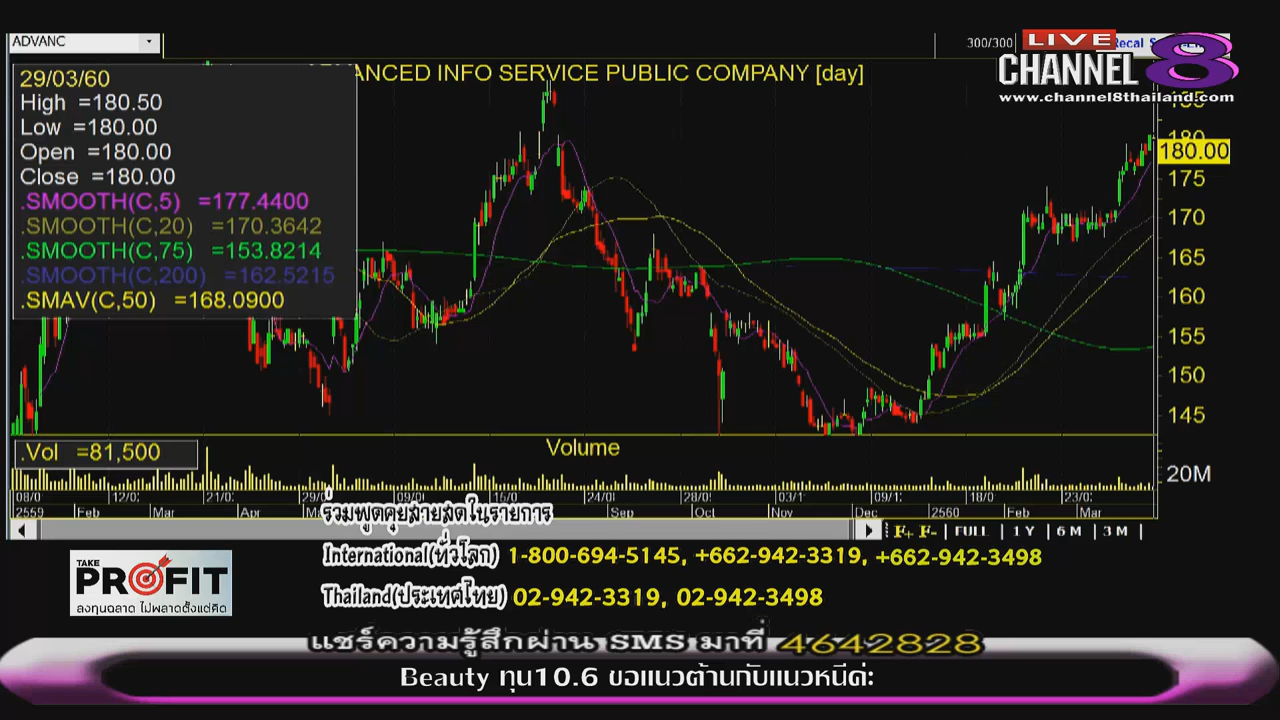 ADVANC
300/300
LIVE
CHANNEL 8
www.channel8thailand.com
ANCED INFO SERVICE PUBLIC COMPANY [day]
29/03/60
High =180.50
Low =180.00
Open =180.00
Close =180.00
.SMOOTH(C,5) =177.4400
.SMOOTH(C,20) =170.3642
.SMOOTH(C,75) =153.8214
.SMOOTH(C,200) =162.5215
.SMAV(C,50) =168.0900
185
180
180.00
175
170
165
160
155
150
145
.Vol =81,500
Volume
20M
2559 Feb Mar Apr Sep Oct Nov Dec 2560 Feb Mar
F+ F- FULL 1 Y 6 M 3 M
ร่วมพูดคุยสายสดในรายการ
International(ทั่วโลก) 1-800-694-5145, +662-942-3319, +662-942-3498
Thailand(ประเทศไทย) 02-942-3319, 02-942-3498
TAKE
PROFIT
ลงทุนฉลาด ไม่พลาดตั้งแต่คิด
แชร์ความรู้สึกผ่าน SMS มาที่ 4642828
Beauty ทุน10.6 ขอแนวต้านกับแนวหนีค่ะ